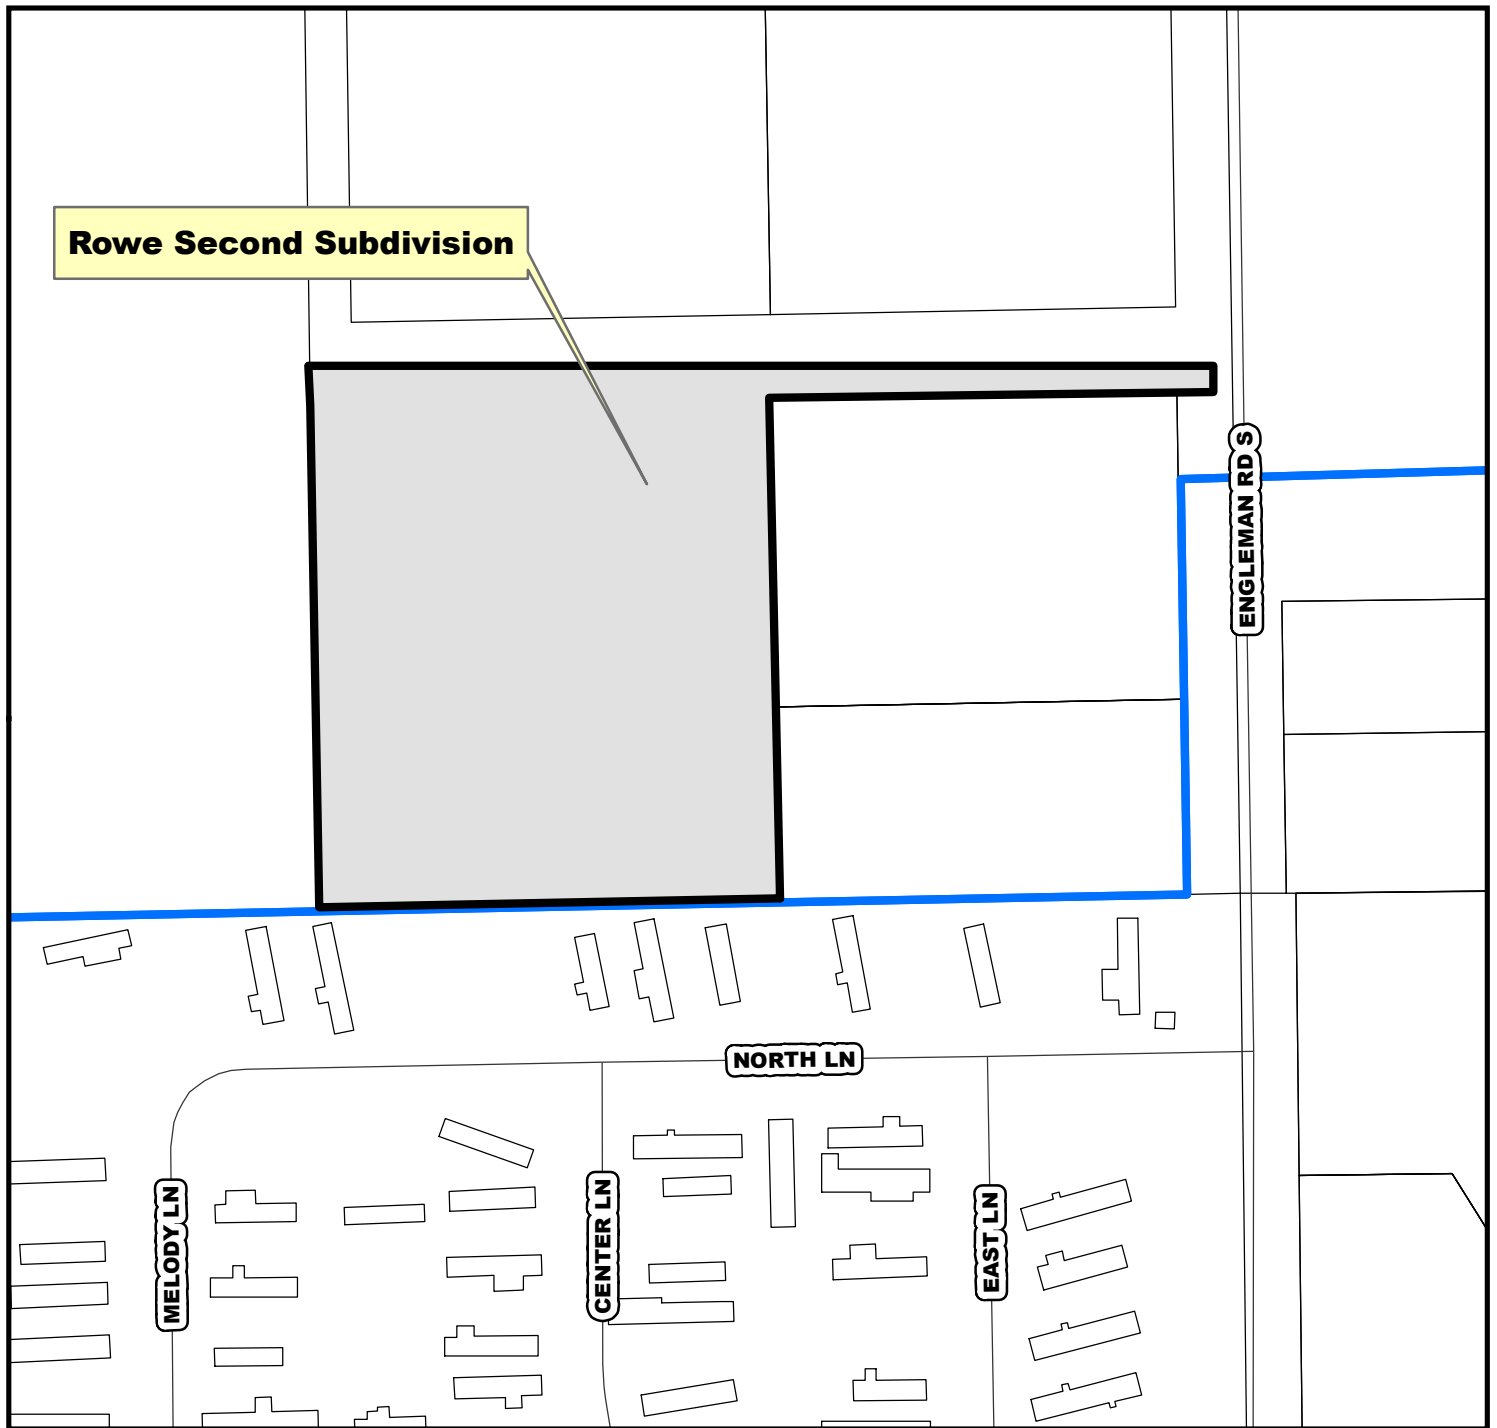 Rowe Second Subdivision
ENGLEMAN RD S
NORTH LN
MELODY LN
CENTER LN
EAST LN